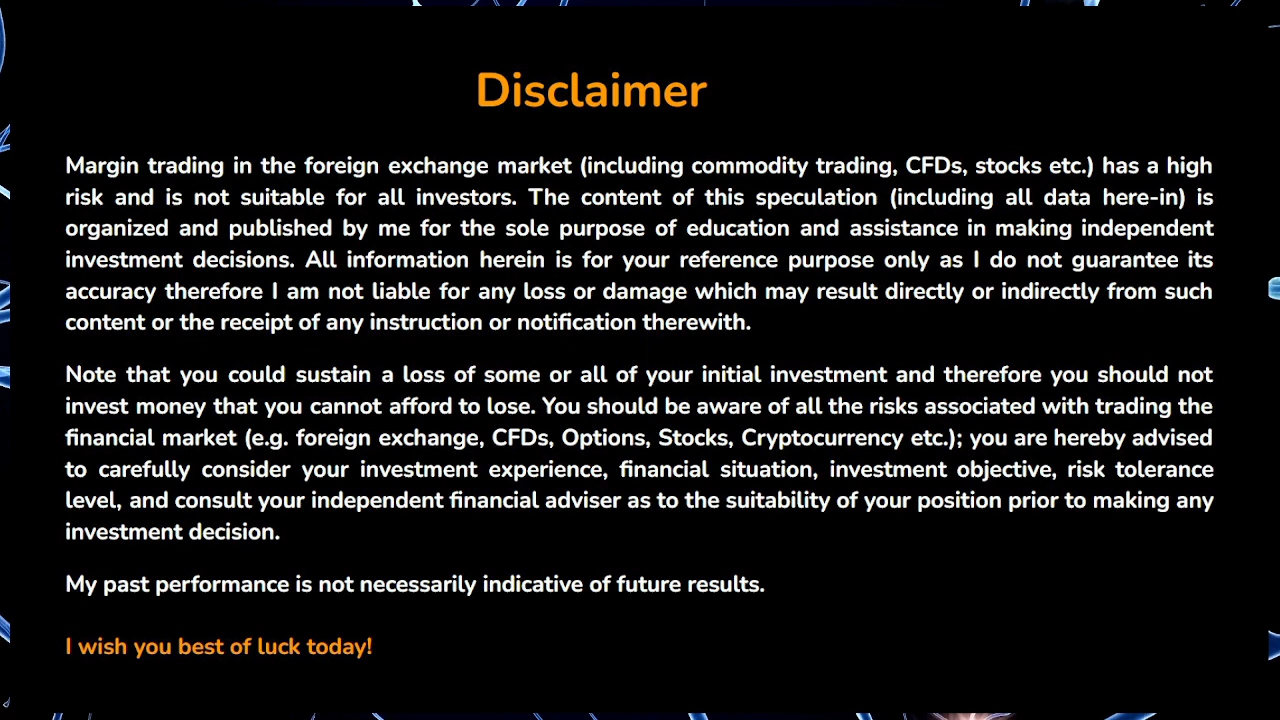 Disclaimer
Margin trading in the foreign exchange market (including commodity trading, CFDs, stocks etc.) has a high
risk and is not suitable for all investors. The content of this speculation (including all data here-in) is
organized and published by me for the sole purpose of education and assistance in making independent
investment decisions. All information herein is for your reference purpose only as I do not guarantee its
accuracy therefore I am not liable for any loss or damage which may result directly or indirectly from such
content or the receipt of any instruction or notification therewith.
Note that you could sustain a loss of some or all of your initial investment and therefore you should not
invest money that you cannot afford to lose. You should be aware of all the risks associated with trading the
financial market (e.g. foreign exchange, CFDs, Options, Stocks, Cryptocurrency etc.); you are hereby advised
to carefully consider your investment experience, financial situation, investment objective, risk tolerance
level, and consult your independent financial adviser as to the suitability of your position prior to making any
investment decision.
My past performance is not necessarily indicative of future results.
I wish you best of luck today!